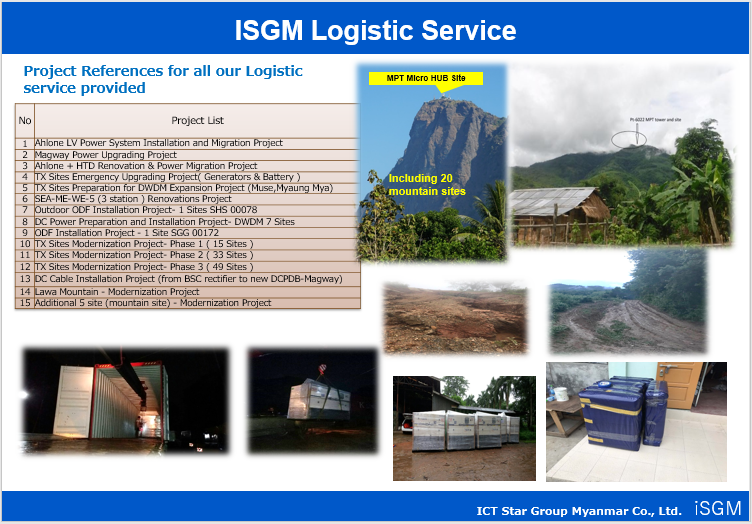 ISGM Logistic Service
Project References for all our Logistic
service provided
No Project List
1 Ahlone LV Power System Installation and Migration Project
2 Magway Power Upgrading Project
3 Ahlone + HTD Renovation & Power Migration Project
4 TX Sites Emergency Upgrading Project( Generators & Battery )
5 TX Sites Preparation for DWDM Expansion Project (Muse,Myaung Mya)
6 SEA-ME-WE-5 (3 station ) Renovations Project
7 Outdoor ODF Installation Project- 1 Sites SHS 00078
8 DC Power Preparation and Installation Project- DWDM 7 Sites
9 ODF Installation Project - 1 Site SGG 00172
10 TX Sites Modernization Project- Phase 1 ( 15 Sites )
11 TX Sites Modernization Project- Phase 2 ( 33 Sites )
12 TX Sites Modernization Project- Phase 3 ( 49 Sites )
13 DC Cable Installation Project (from BSC rectifier to new DCPDB-Magway)
14 Lawa Mountain - Modernization Project
15 Additional 5 site (mountain site) - Modernization Project
MPT Micro HUB Site
Including 20
mountain sites
MPT tower and site
ICT Star Group Myanmar Co., Ltd.
iSGM